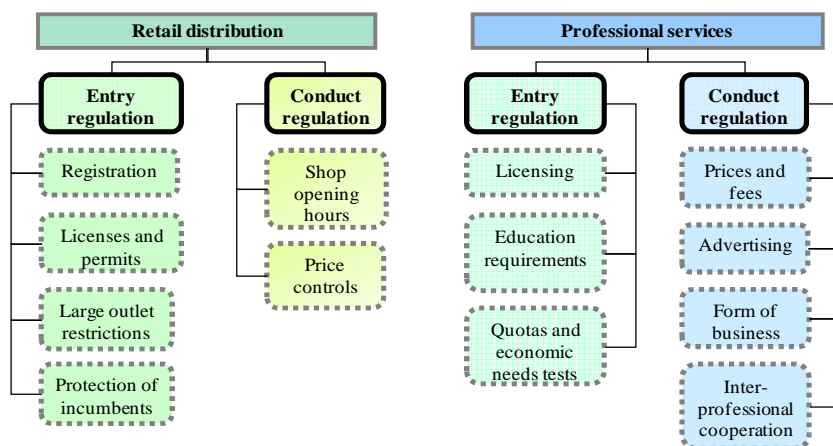 Retail distribution
Entry
regulation
Registration
Licenses and
permits
Large outlet
restrictions
Protection of
incumbents
Conduct
regulation
Shop
opening
hours
Price
controls
Professional services
Entry
regulation
Licensing
Education
requirements
Quotas and
economic
needs tests
Conduct
regulation
Prices and
fees
Advertising
Form of
business
Inter-
professional
cooperation